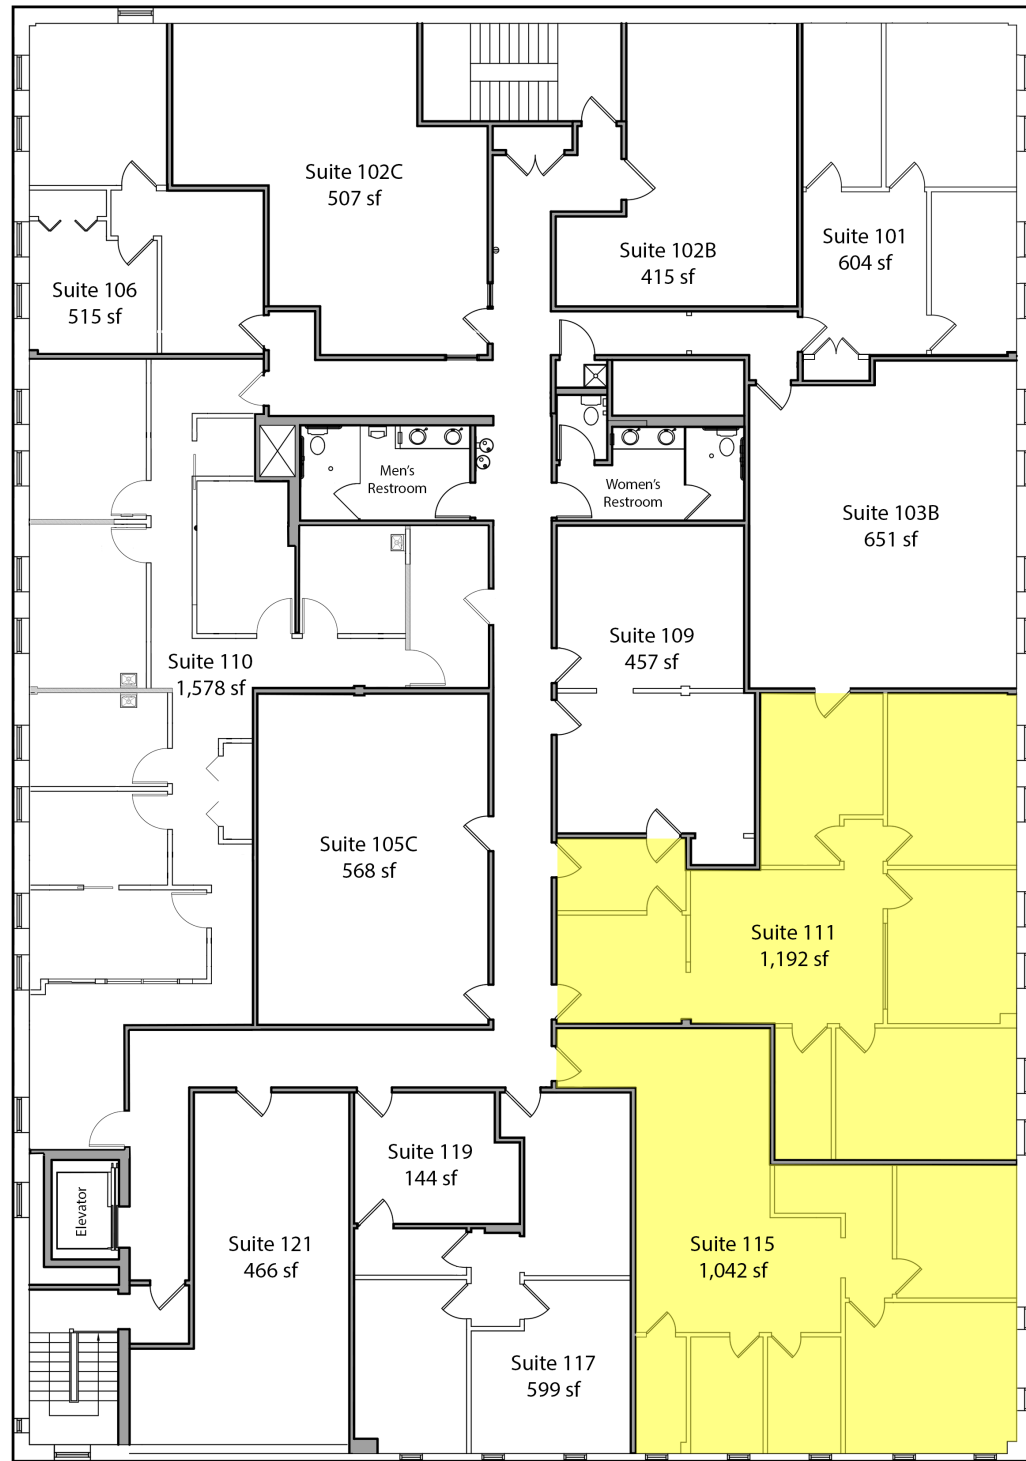 Suite 102C
507 sf
Suite 102B
415 sf
Suite 101
604 sf
Suite 106
515 sf
Men's
Restroom
Women's
Restroom
Suite 103B
651 sf
Suite 109
457 sf
Suite 110
1,578 sf
Suite 105C
568 sf
Suite 111
1,192 sf
Suite 119
144 sf
Elevator
Suite 121
466 sf
Suite 115
1,042 sf
Suite 117
599 sf